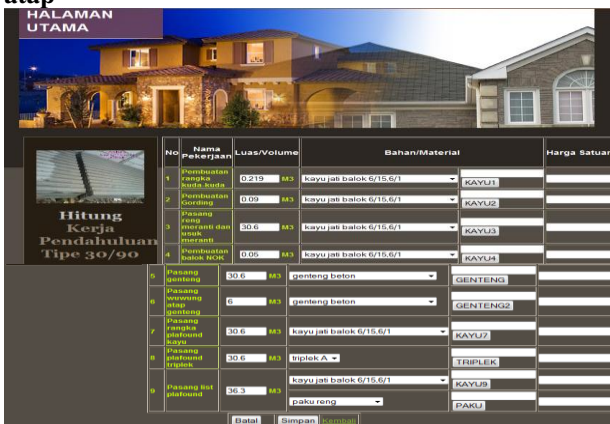 atap
HALAMAN
UTAMA
No Nama Pekerjaan Luas/Volume Bahan/Material Harga Satuan
1 Pembuatan rangka kuda-kuda 0.219 M3 kayu jati balok 6/15,6/1 KAYU1
2 Pembuatan Gording 0.09 M3 kayu jati balok 6/15,6/1 KAYU2
3 Pasang reng meranti dan usuk meranti 30.6 M3 kayu jati balok 6/15,6/1 KAYU3
4 Pembuatan balok NOK 0.05 M3 kayu jati balok 6/15,6/1 KAYU4
Hitung
Kerja
Pendahuluan
Tipe 30/90
5 Pasang genteng 30.6 M3 genteng beton GENTENG
6 Pasang wuwung atap genteng 6 M3 genteng beton GENTENG2
7 Pasang rangka plafound kayu 30.6 M3 kayu jati balok 6/15,6/1 KAYU7
8 Pasang plafound triplek 30.6 M3 triplek A TRIPLEK
9 Pasang list plafound 36.3 M3 kayu jati balok 6/15,6/1 KAYU9
paku reng PAKU
Batal Simpan Kembali